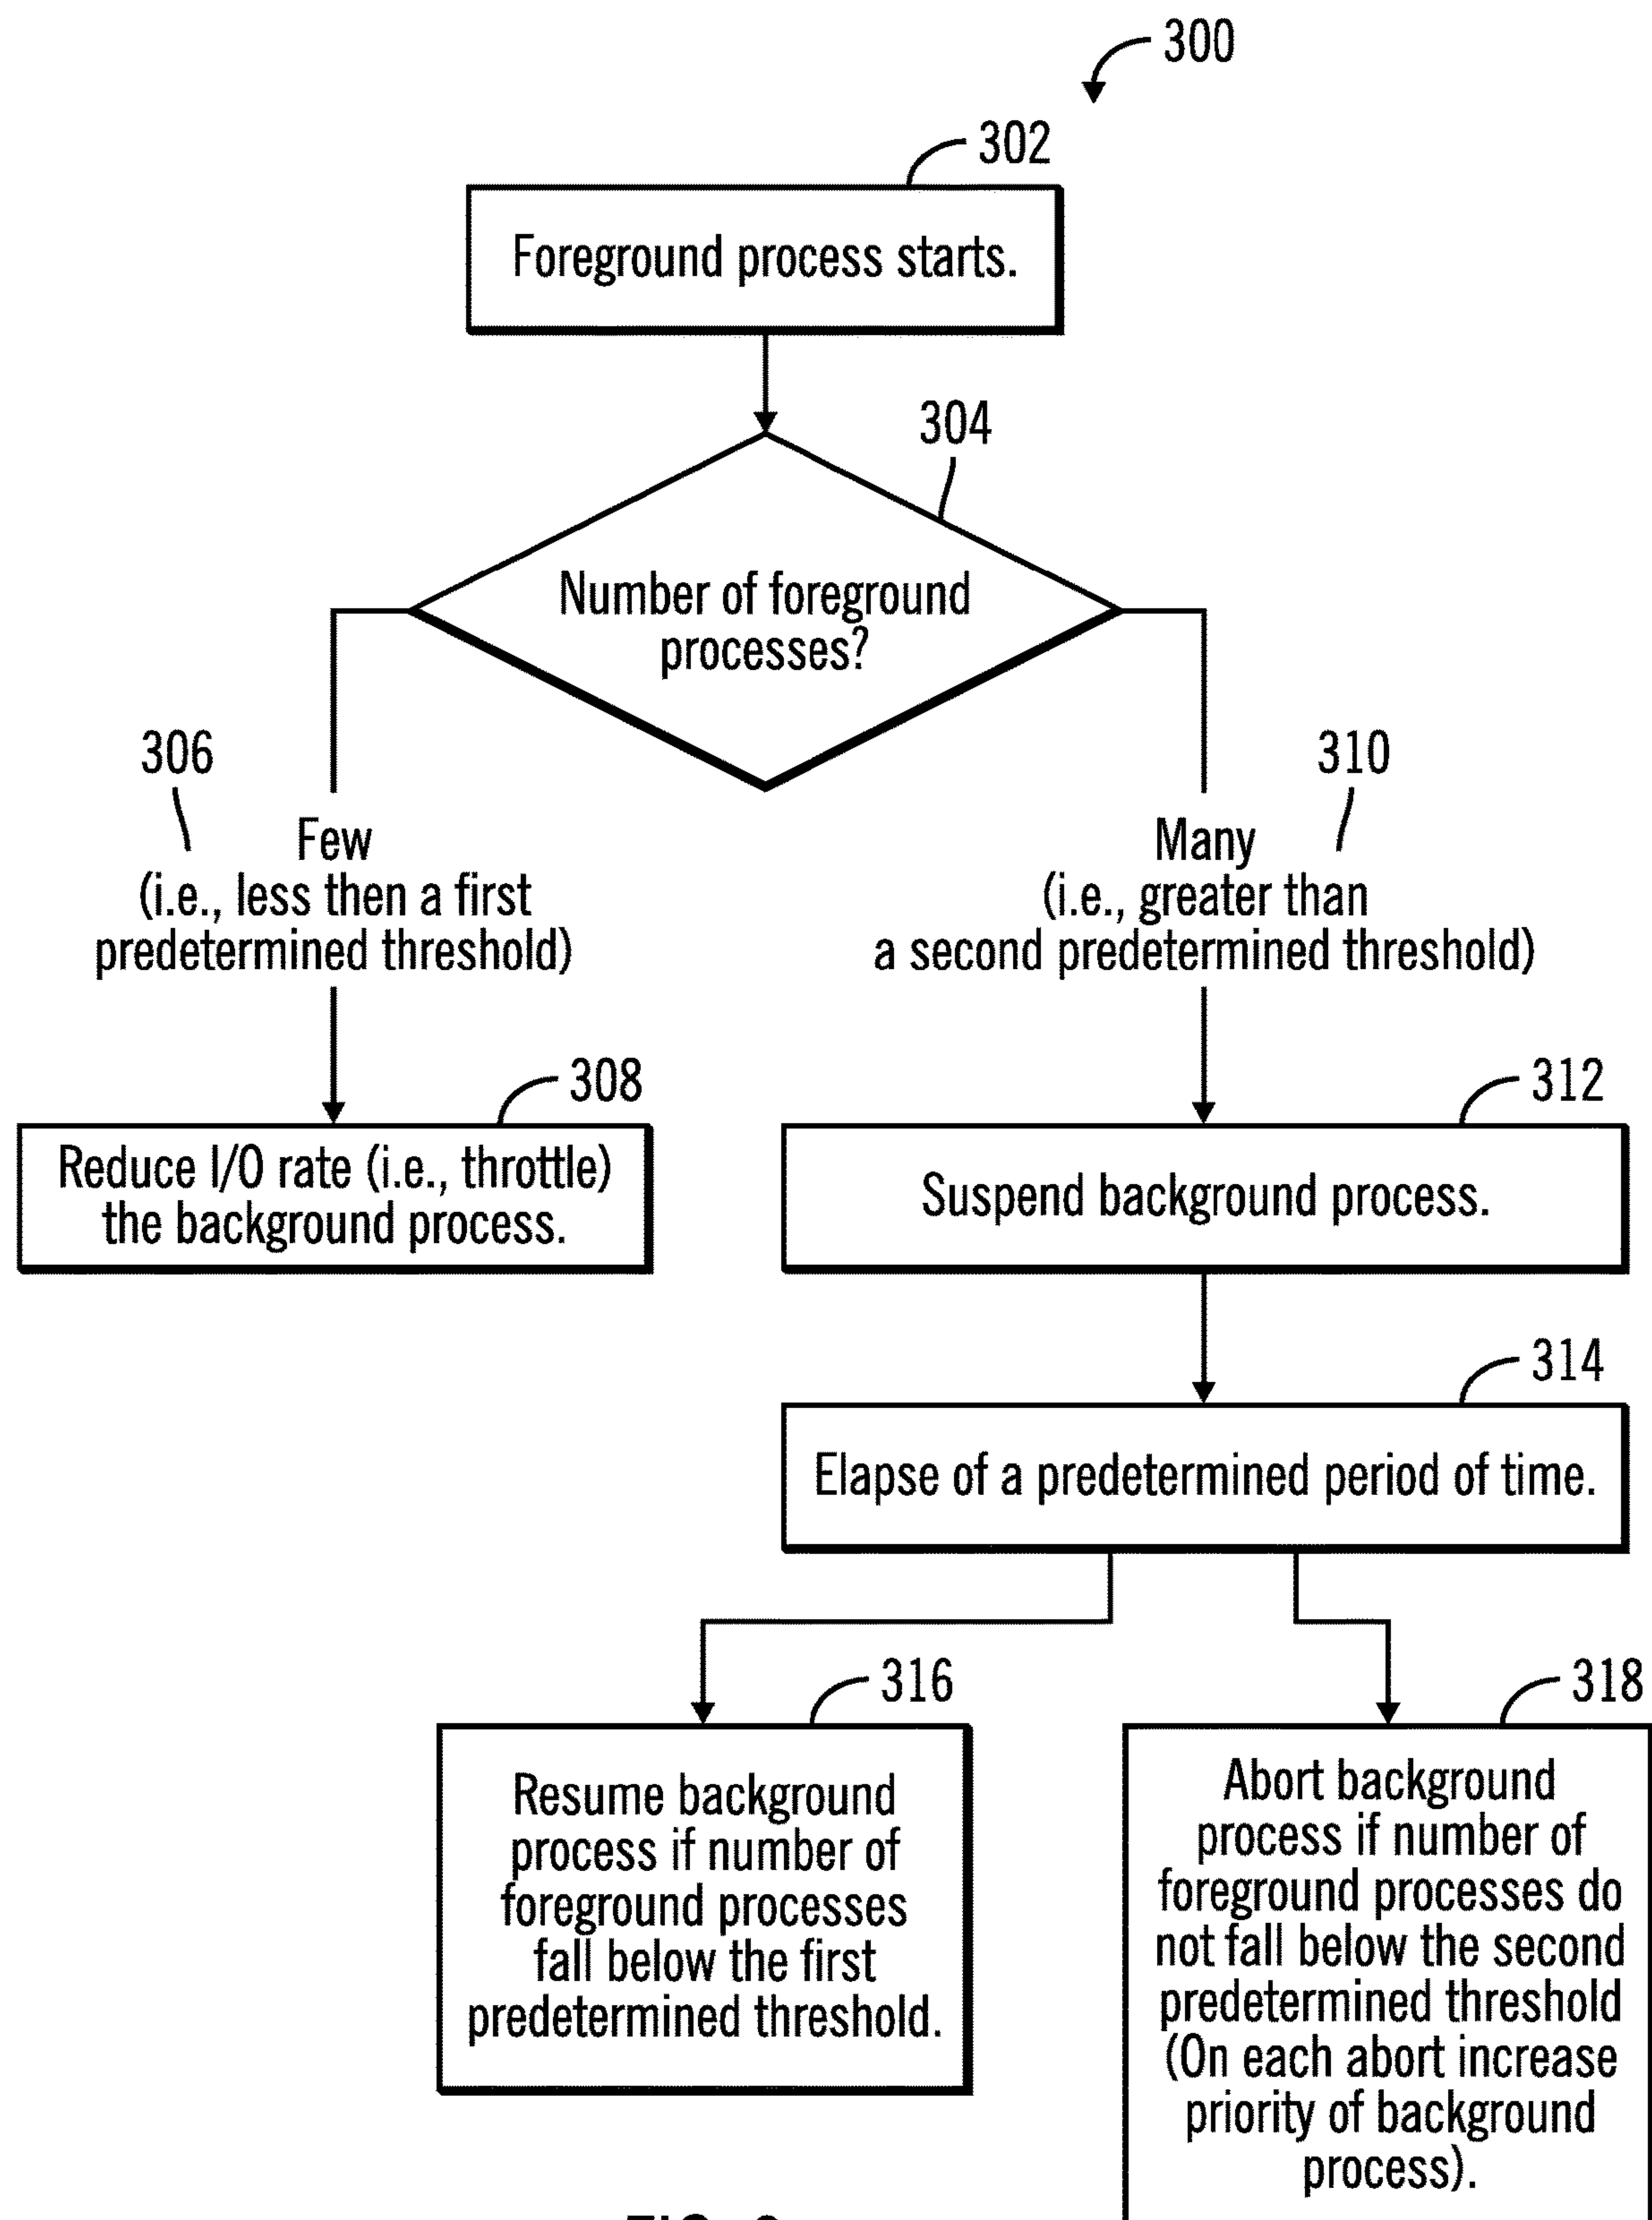 300
302
Foreground process starts.
304
Number of foreground
processes?
306
Few
(i.e., less then a first
predetermined threshold)
310
Many
(i.e., greater than
a second predetermined threshold)
308
Reduce I/O rate (i.e., throttle)
the background process.
312
Suspend background process.
314
Elapse of a predetermined period of time.
316
Resume background
process if number of
foreground processes
fall below the first
predetermined threshold.
318
Abort background
process if number of
foreground processes do
not fall below the second
predetermined threshold
(On each abort increase
priority of background
process).